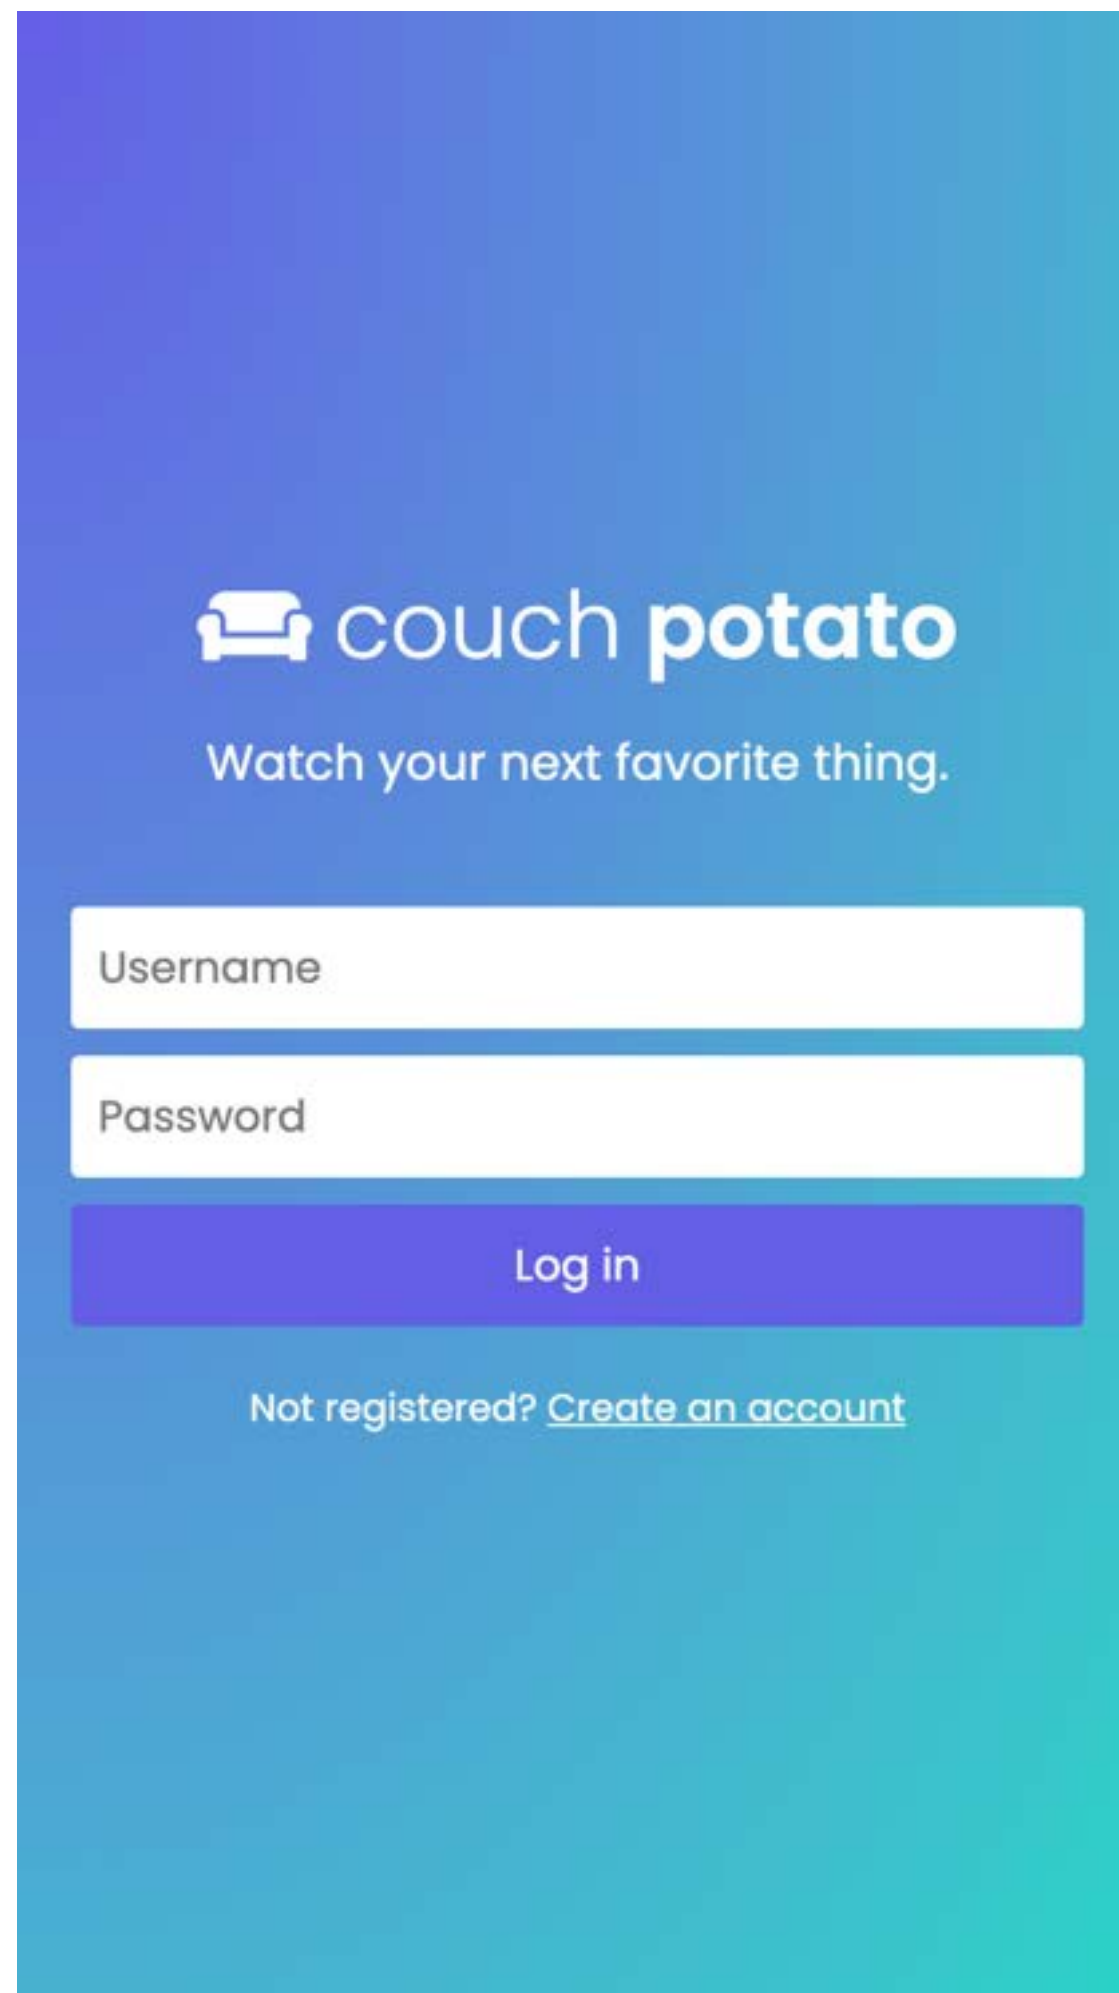 couch potato
Watch your next favorite thing.
Username
Password
Log in
Not registered? Create an account